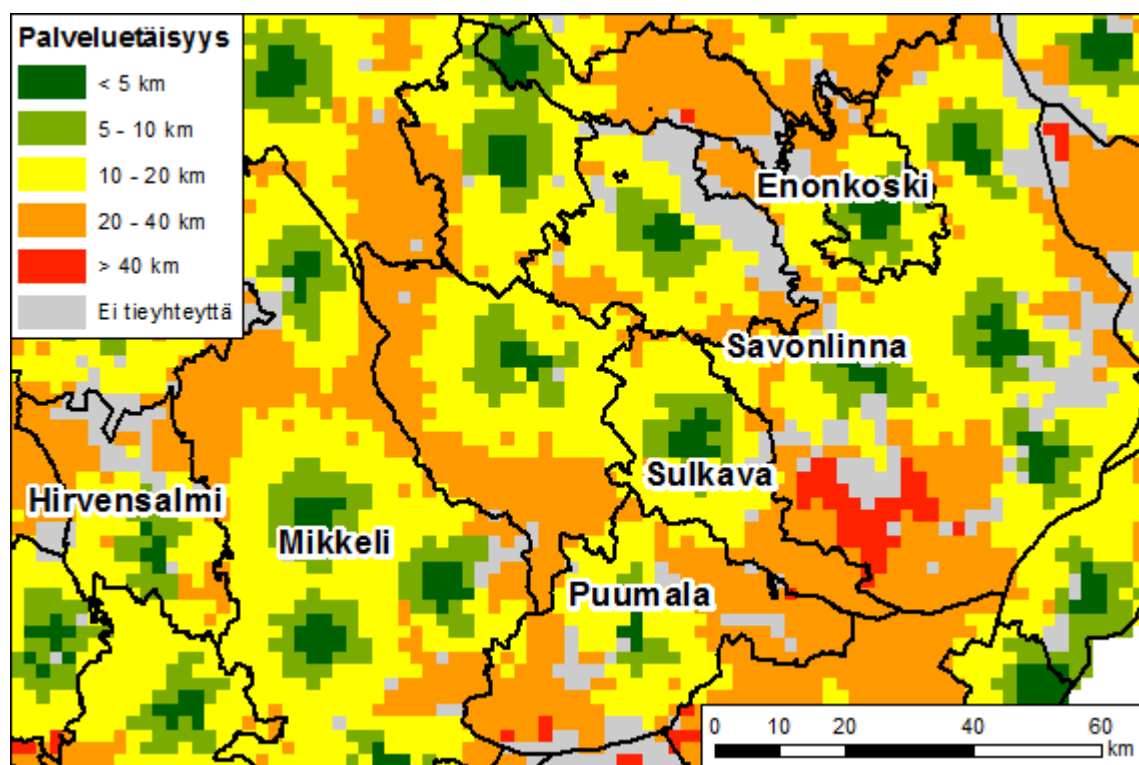 Palveluetäisyys
< 5 km
5 - 10 km
10 - 20 km
20 - 40 km
> 40 km
Ei tieyhteyttä
Enonkoski
Savonlinna
Sulkava
Hirvensalmi
Mikkeli
Puumala
0 10 20 40 60
km